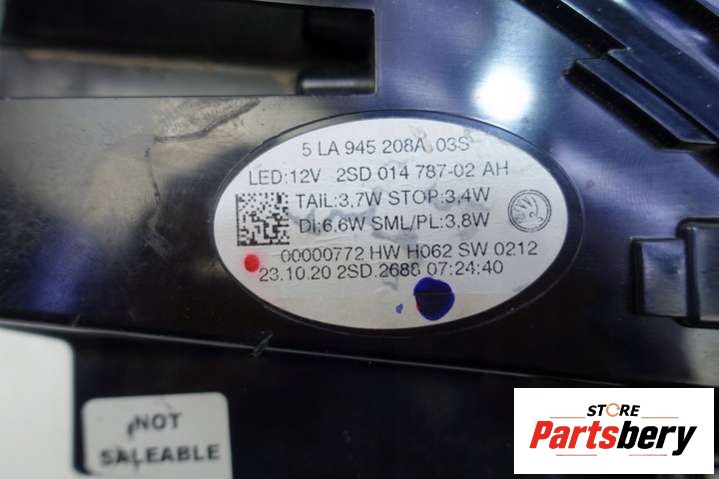 5 LA 945 208A 03S
LED:12V 2SD 014 787-02 AH
TAIL:3,7W STOP:3,4W
DI:6,6W SML/PL:3,8W
00000772 HW H062 SW 0212
23.10.20 2SD.2688 07:24:40
NOT
SALEABLE
STORE
Partsbery